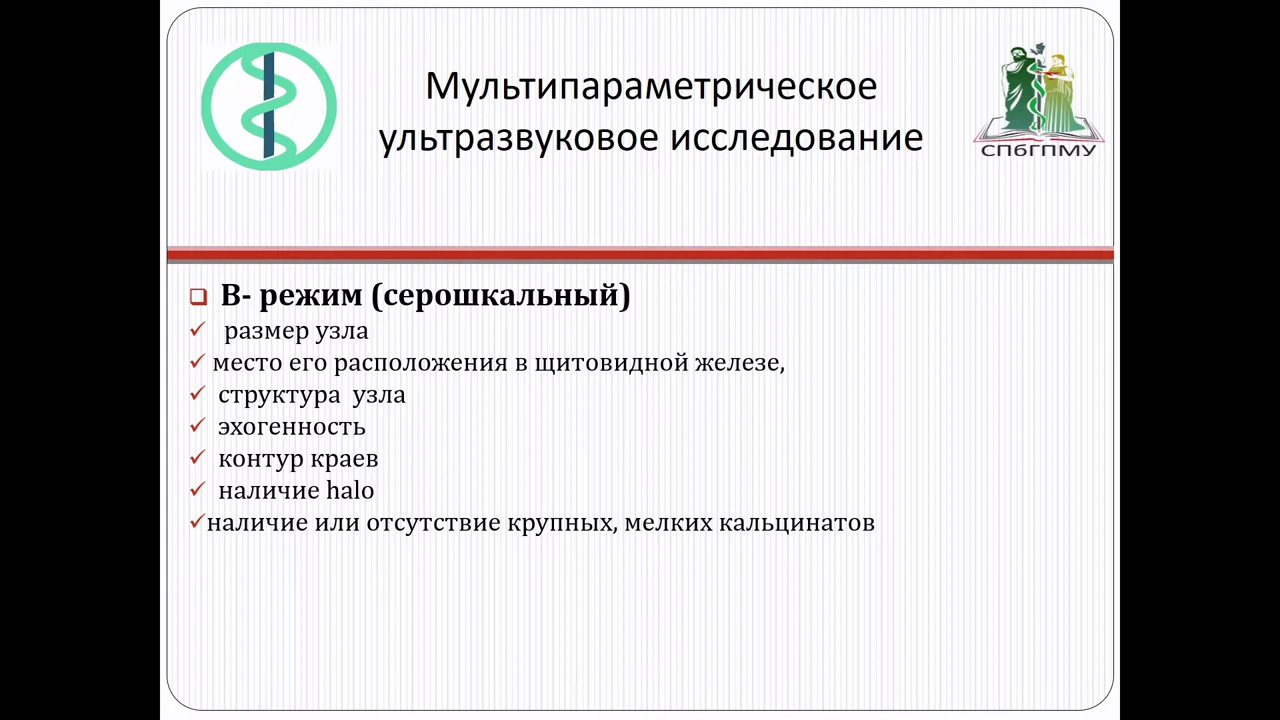 Мультипараметрическое
ультразвуковое исследование
СПбГПМУ
В- режим (серошкальный)
размер узла
место его расположения в щитовидной железе,
структура узла
эхогенность
контур краев
наличие halo
наличие или отсутствие крупных, мелких кальцинатов